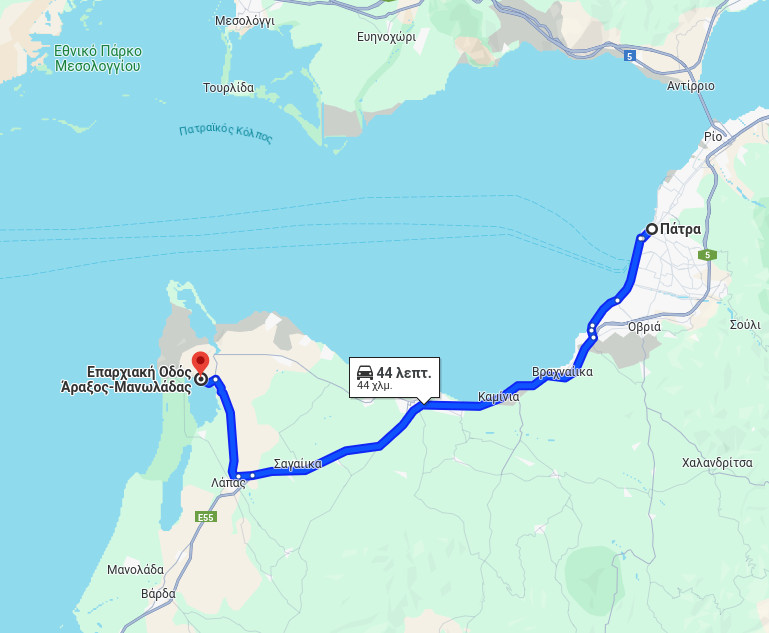 Μεσολόγγι
Ευηνοχώρι
Εθνικό Πάρκο
Μεσολογγίου
5
Τουρλίδα
Αντίρριο
Πατραϊκός Κόλπος
Ρίο
Πάτρα
5
Οβριά
Σούλι
Επαρχιακή Οδός
Άραξος-Μανωλάδας
44 λεπτ.
44 χλμ.
Βραχναίικα
Καμίνια
Σαγαίικα
Χαλανδρίτσα
Λάπας
E55
Μανολάδα
Βάρδα